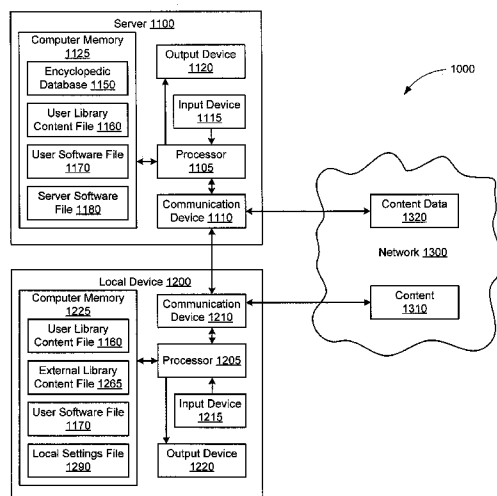 Server 1100
Computer Memory
1125
Encyclopedic
Database 1150
User Library
Content File 1160
User Software File
1170
Server Software
File 1180
Output Device
1120
Input Device
1115
Processor
1105
Communication
Device 1110
1000
Content Data
1320
Network 1300
Content
1310
Local Device 1200
Computer Memory
1225
User Library
Content File 1160
External Library
Content File 1265
User Software File
1170
Local Settings File
1290
Communication
Device 1210
Processor 1205
Input Device
1215
Output Device
1220